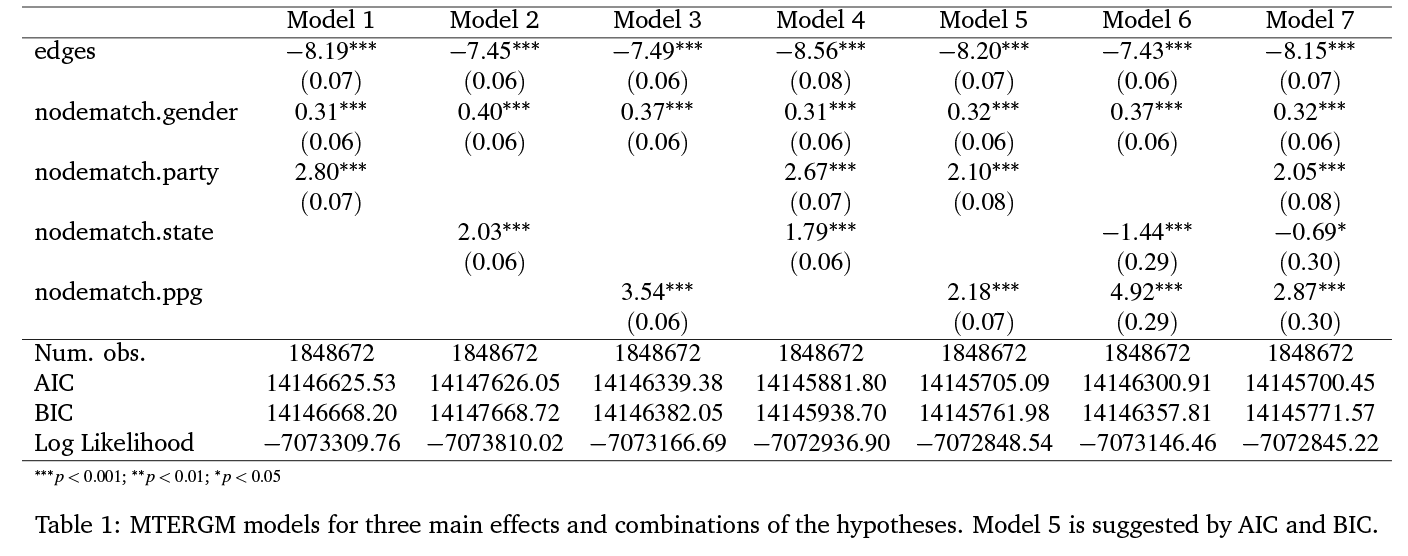 Model 1 Model 2 Model 3 Model 4 Model 5 Model 6 Model 7
edges −8.19*** −7.45*** −7.49*** −8.56*** −8.20*** −7.43*** −8.15***
(0.07) (0.06) (0.06) (0.08) (0.07) (0.06) (0.07)
nodematch.gender 0.31*** 0.40*** 0.37*** 0.31*** 0.32*** 0.37*** 0.32***
(0.06) (0.06) (0.06) (0.06) (0.06) (0.06) (0.06)
nodematch.party 2.80*** 2.67*** 2.10*** 2.05***
(0.07) (0.07) (0.08) (0.08)
nodematch.state 2.03*** 1.79*** −1.44*** −0.69*
(0.06) (0.06) (0.29) (0.30)
nodematch.ppg 3.54*** 2.18*** 4.92*** 2.87***
(0.06) (0.07) (0.29) (0.30)
Num. obs. 1848672 1848672 1848672 1848672 1848672 1848672 1848672
AIC 14146625.53 14147626.05 14146339.38 14145881.80 14145705.09 14146300.91 14145700.45
BIC 14146668.20 14147668.72 14146382.05 14145938.70 14145761.98 14146357.81 14145771.57
Log Likelihood −7073309.76 −7073810.02 −7073166.69 −7072936.90 −7072848.54 −7073146.46 −7072845.22
***p < 0.001; **p < 0.01; *p < 0.05
Table 1: MTERGM models for three main effects and combinations of the hypotheses. Model 5 is suggested by AIC and BIC.